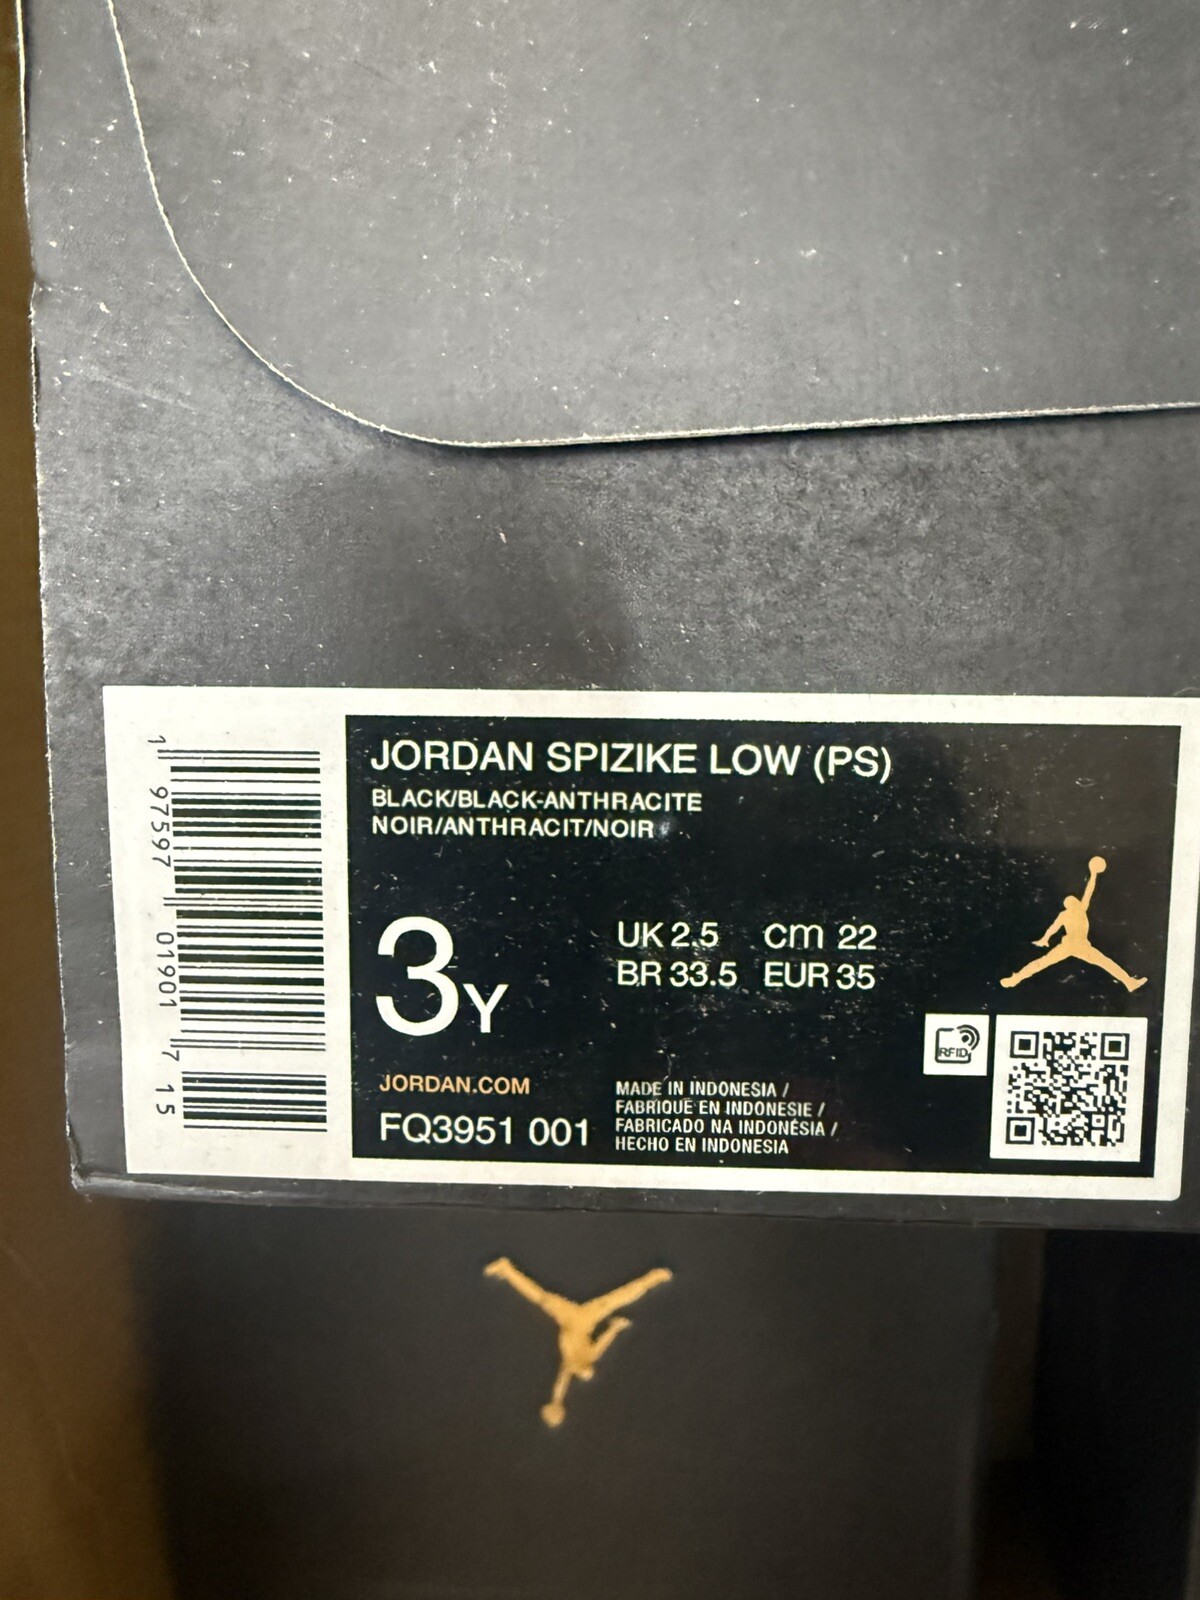 JORDAN SPIZIKE LOW (PS)
BLACK/BLACK-ANTHRACITE
NOIR/ANTHRACIT/NOIR
3Y
UK 2.5 cm 22
BR 33.5 EUR 35
JORDAN.COM
FQ3951 001
MADE IN INDONESIA /
FABRIQUÉ EN INDONESIE /
FABRICADO NA INDONÉSIA /
HECHO EN INDONESIA
RFID
1 97597 01901 7 15